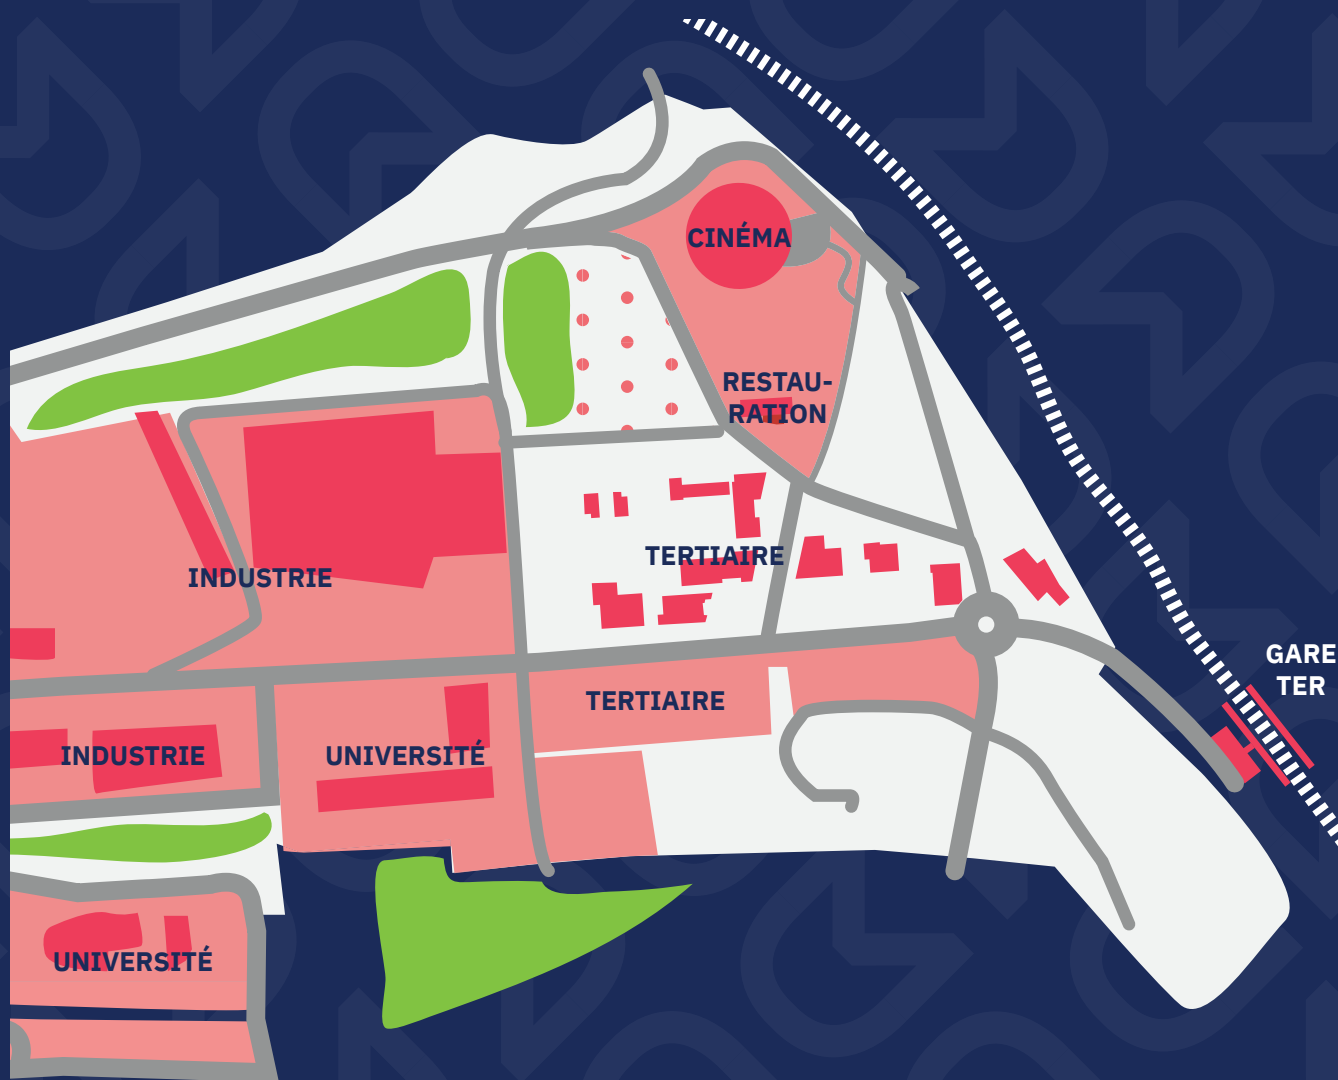 CINÉMA
RESTAU-
RATION
TERTIAIRE
INDUSTRIE
GARE
TER
TERTIAIRE
INDUSTRIE
UNIVERSITÉ
UNIVERSITÉ